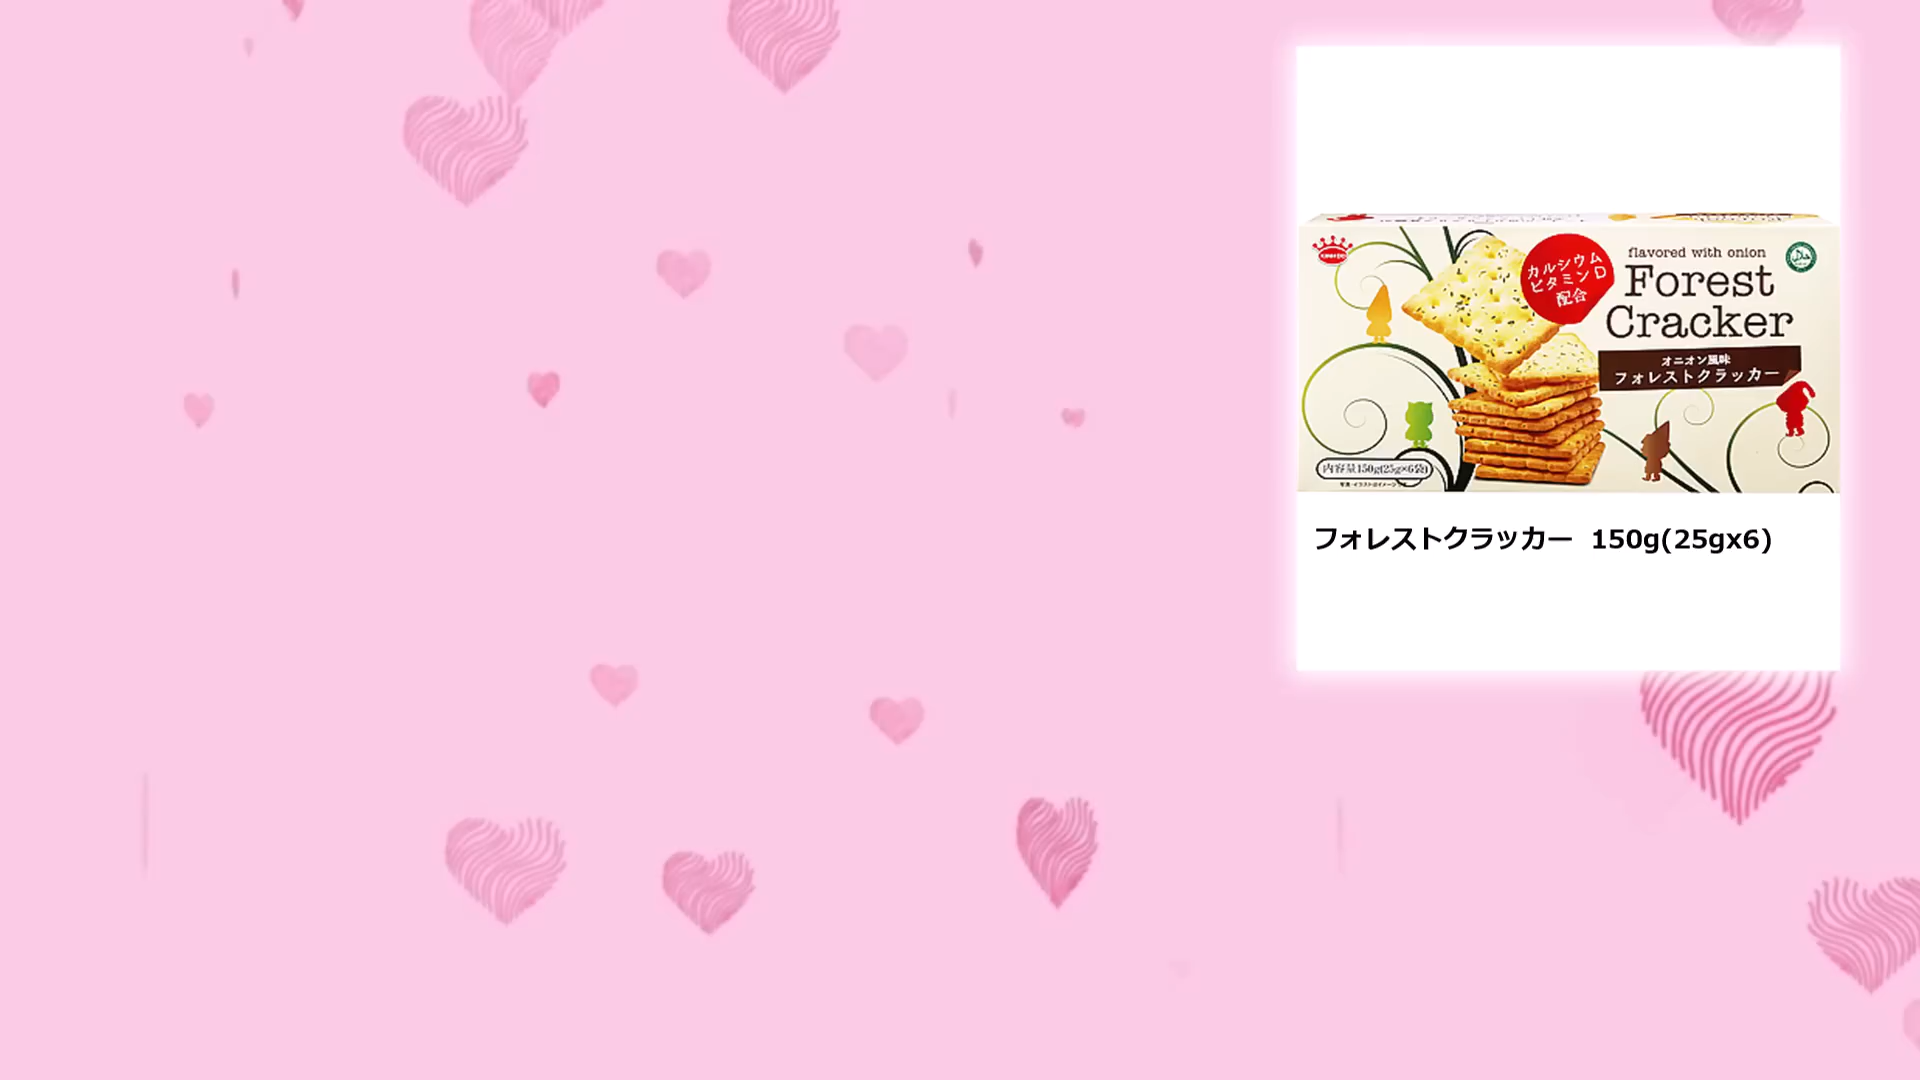 カルシウム
ビタミンD
配合
flavored with onion
Forest
Cracker
オニオン風味
フォレストクラッカー
内容量150g(25g×6袋)
フォレストクラッカー 150g(25gx6)